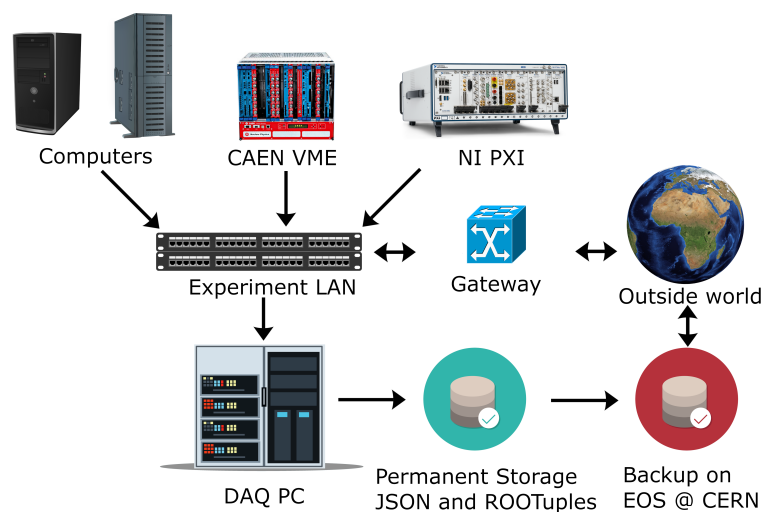 Computers
CAEN VME
NI PXI
Experiment LAN
Gateway
Outside world
DAQ PC
Permanent Storage
JSON and ROOTuples
Backup on
EOS @ CERN